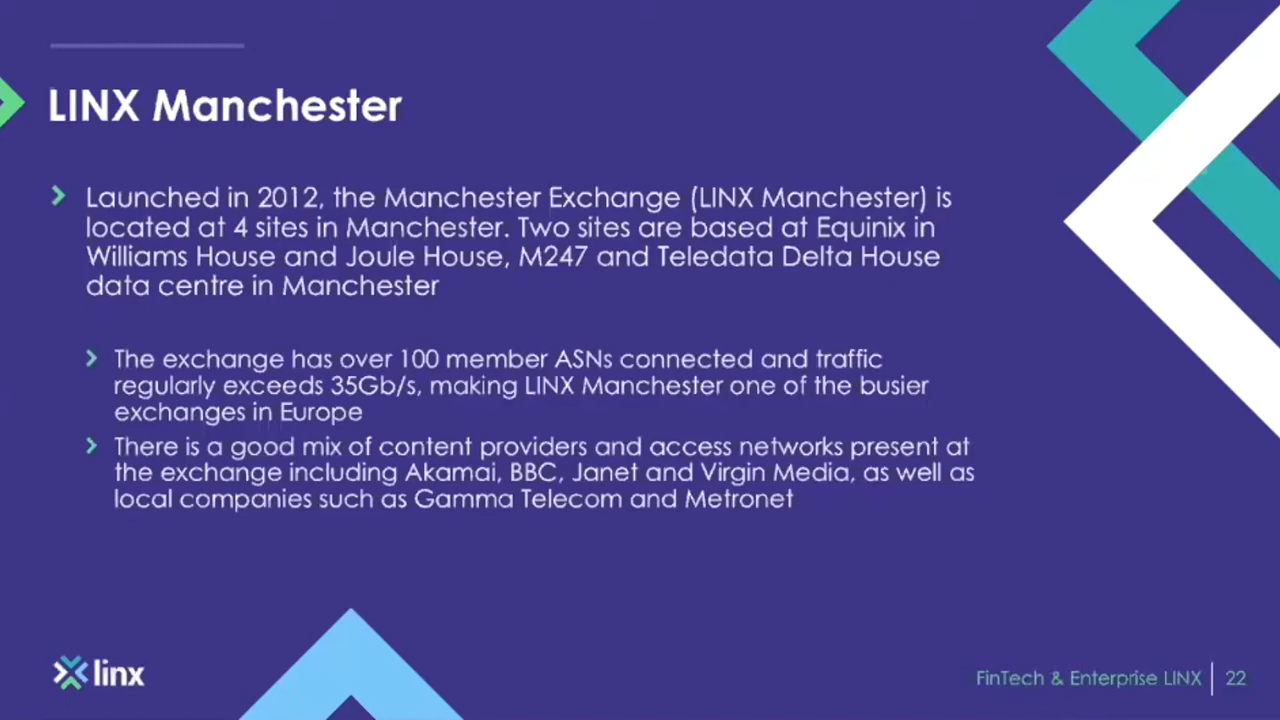 LINX Manchester
Launched in 2012, the Manchester Exchange (LINX Manchester) is
located at 4 sites in Manchester. Two sites are based at Equinix in
Williams House and Joule House, M247 and Teledata Delta House
data centre in Manchester
The exchange has over 100 member ASNs connected and traffic
regularly exceeds 35Gb/s, making LINX Manchester one of the busier
exchanges in Europe
There is a good mix of content providers and access networks present at
the exchange including Akamai, BBC, Janet and Virgin Media, as well as
local companies such as Gamma Telecom and Metronet
linx
FinTech & Enterprise LINX 22